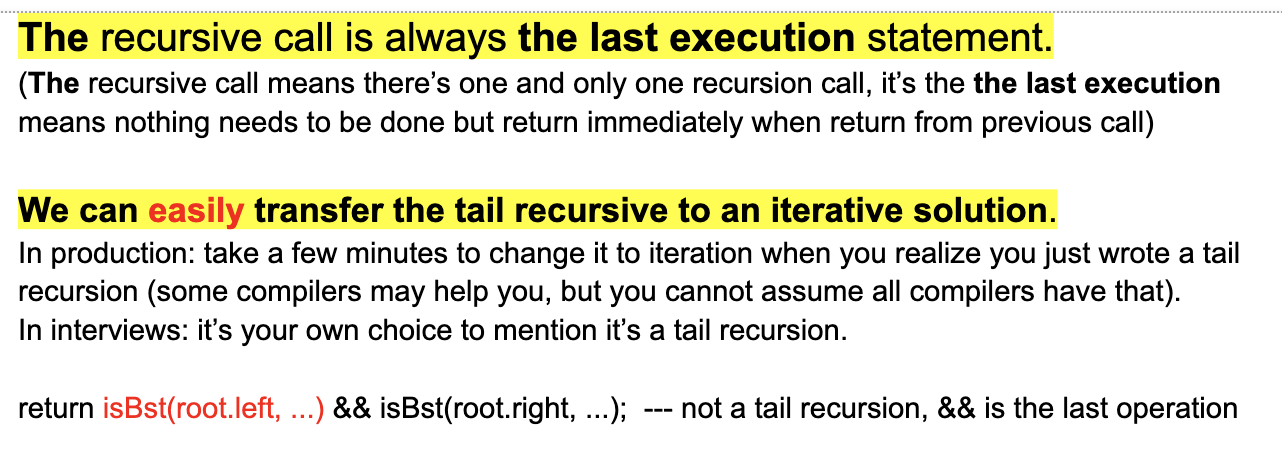 The recursive call is always the last execution statement.
(The recursive call means there’s one and only one recursion call, it’s the the last execution
means nothing needs to be done but return immediately when return from previous call)
We can easily transfer the tail recursive to an iterative solution.
In production: take a few minutes to change it to iteration when you realize you just wrote a tail
recursion (some compilers may help you, but you cannot assume all compilers have that).
In interviews: it’s your own choice to mention it’s a tail recursion.
return isBst(root.left, ...) && isBst(root.right, ...);  --- not a tail recursion, && is the last operation